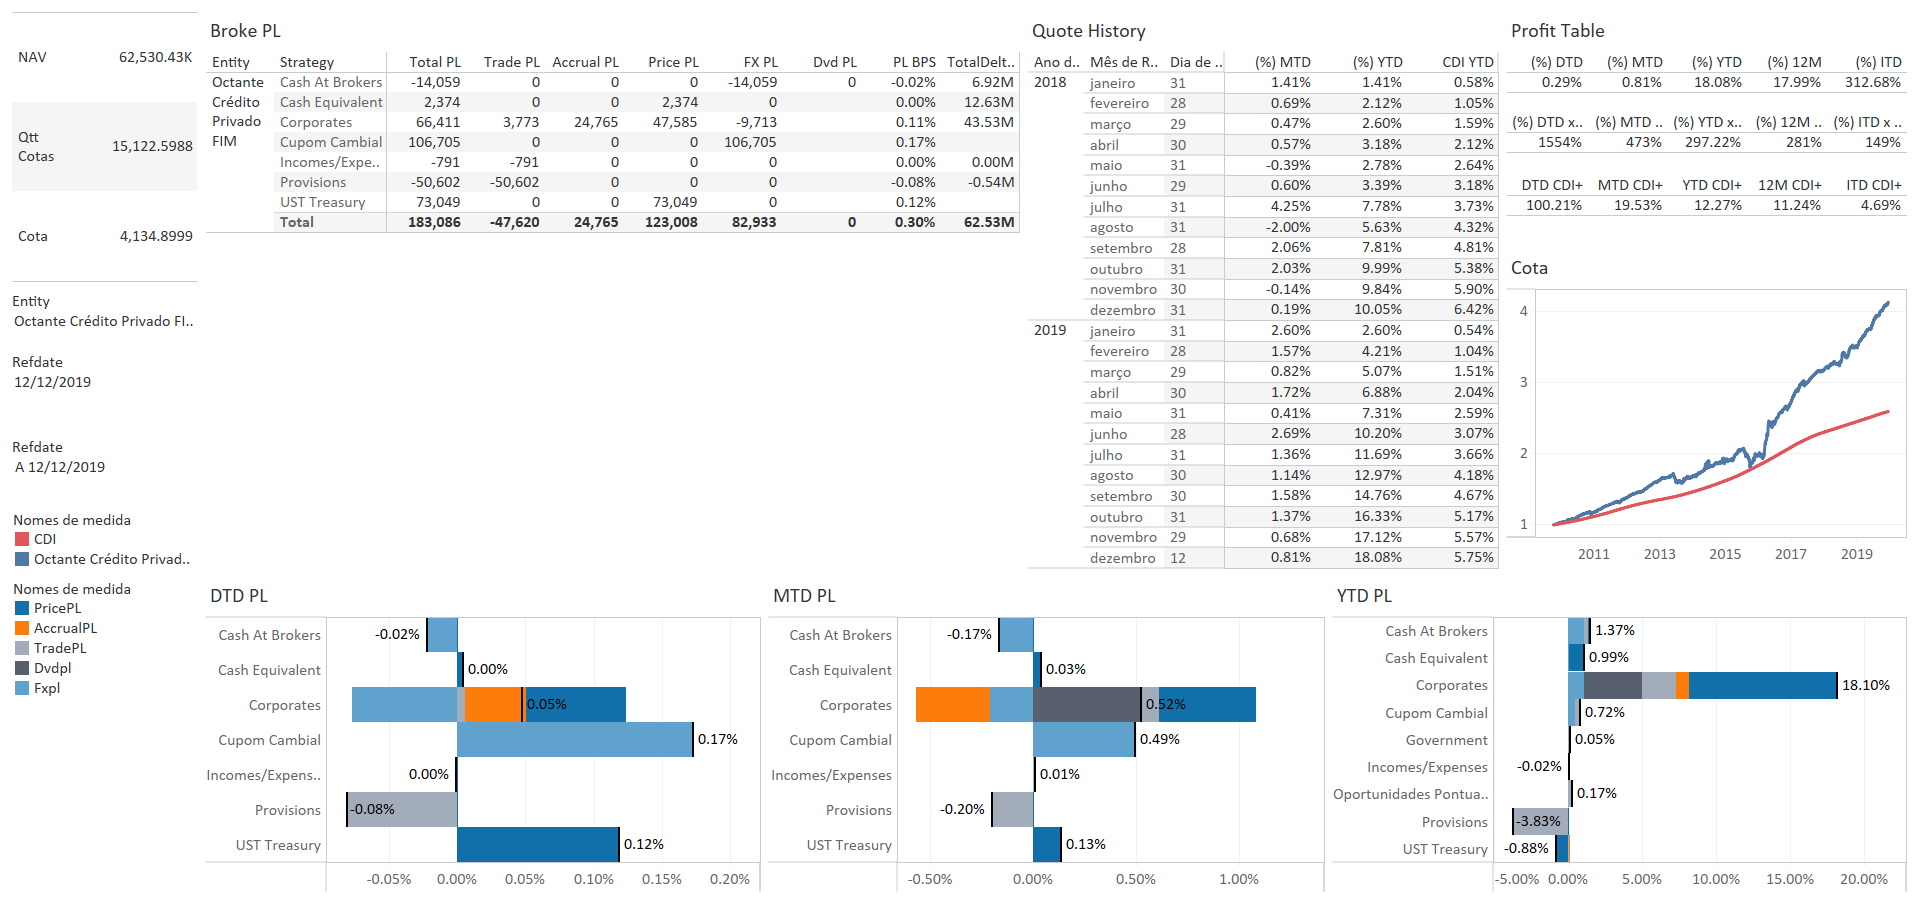 NAV 62,530.43K
Qtt Cotas 15,122.5988
Cota 4,134.8999
Entity
Octante Crédito Privado FI..
Refdate
12/12/2019
Refdate
A 12/12/2019
Nomes de medida
CDI
Octante Crédito Privad..
Nomes de medida
PricePL
AccrualPL
TradePL
Dvdpl
Fxpl
Broke PL
Entity Strategy Total PL Trade PL Accrual PL Price PL FX PL Dvd PL PL BPS TotalDelt..
Octante Cash At Brokers -14,059 0 0 0 -14,059 0 -0.02% 6.92M
Crédito Cash Equivalent 2,374 0 0 2,374 0 0.00% 12.63M
Privado Corporates 66,411 3,773 24,765 47,585 -9,713 0.11% 43.53M
FIM Cupom Cambial 106,705 0 0 0 106,705 0.17%
Incomes/Expe.. -791 -791 0 0 0 0.00% 0.00M
Provisions -50,602 -50,602 0 0 0 -0.08% -0.54M
UST Treasury 73,049 0 0 73,049 0 0.12%
Total 183,086 -47,620 24,765 123,008 82,933 0 0.30% 62.53M
Quote History
Ano d.. Mês de R.. Dia de .. (%) MTD (%) YTD CDI YTD
2018 janeiro 31 1.41% 1.41% 0.58%
fevereiro 28 0.69% 2.12% 1.05%
março 29 0.47% 2.60% 1.59%
abril 30 0.57% 3.18% 2.12%
maio 31 -0.39% 2.78% 2.64%
junho 29 0.60% 3.39% 3.18%
julho 31 4.25% 7.78% 3.73%
agosto 31 -2.00% 5.63% 4.32%
setembro 28 2.06% 7.81% 4.81%
outubro 31 2.03% 9.99% 5.38%
novembro 30 -0.14% 9.84% 5.90%
dezembro 31 0.19% 10.05% 6.42%
2019 janeiro 31 2.60% 2.60% 0.54%
fevereiro 28 1.57% 4.21% 1.04%
março 29 0.82% 5.07% 1.51%
abril 30 1.72% 6.88% 2.04%
maio 31 0.41% 7.31% 2.59%
junho 28 2.69% 10.20% 3.07%
julho 31 1.36% 11.69% 3.66%
agosto 30 1.14% 12.97% 4.18%
setembro 30 1.58% 14.76% 4.67%
outubro 31 1.37% 16.33% 5.17%
novembro 29 0.68% 17.12% 5.57%
dezembro 12 0.81% 18.08% 5.75%
Profit Table
(%) DTD (%) MTD (%) YTD (%) 12M (%) ITD
0.29% 0.81% 18.08% 17.99% 312.68%
(%) DTD x.. (%) MTD .. (%) YTD x.. (%) 12M .. (%) ITD x ..
1554% 473% 297.22% 281% 149%
DTD CDI+ MTD CDI+ YTD CDI+ 12M CDI+ ITD CDI+
100.21% 19.53% 12.27% 11.24% 4.69%
Cota
4
3
2
1
2011 2013 2015 2017 2019
DTD PL
Cash At Brokers -0.02%
Cash Equivalent 0.00%
Corporates 0.05%
Cupom Cambial 0.17%
Incomes/Expens.. 0.00%
Provisions -0.08%
UST Treasury 0.12%
-0.05% 0.00% 0.05% 0.10% 0.15% 0.20%
MTD PL
Cash At Brokers -0.17%
Cash Equivalent 0.03%
Corporates 0.52%
Cupom Cambial 0.49%
Incomes/Expenses 0.01%
Provisions -0.20%
UST Treasury 0.13%
-0.50% 0.00% 0.50% 1.00%
YTD PL
Cash At Brokers 1.37%
Cash Equivalent 0.99%
Corporates 18.10%
Cupom Cambial 0.72%
Government 0.05%
Incomes/Expenses -0.02%
Oportunidades Pontua.. 0.17%
Provisions -3.83%
UST Treasury -0.88%
-5.00% 0.00% 5.00% 10.00% 15.00% 20.00%